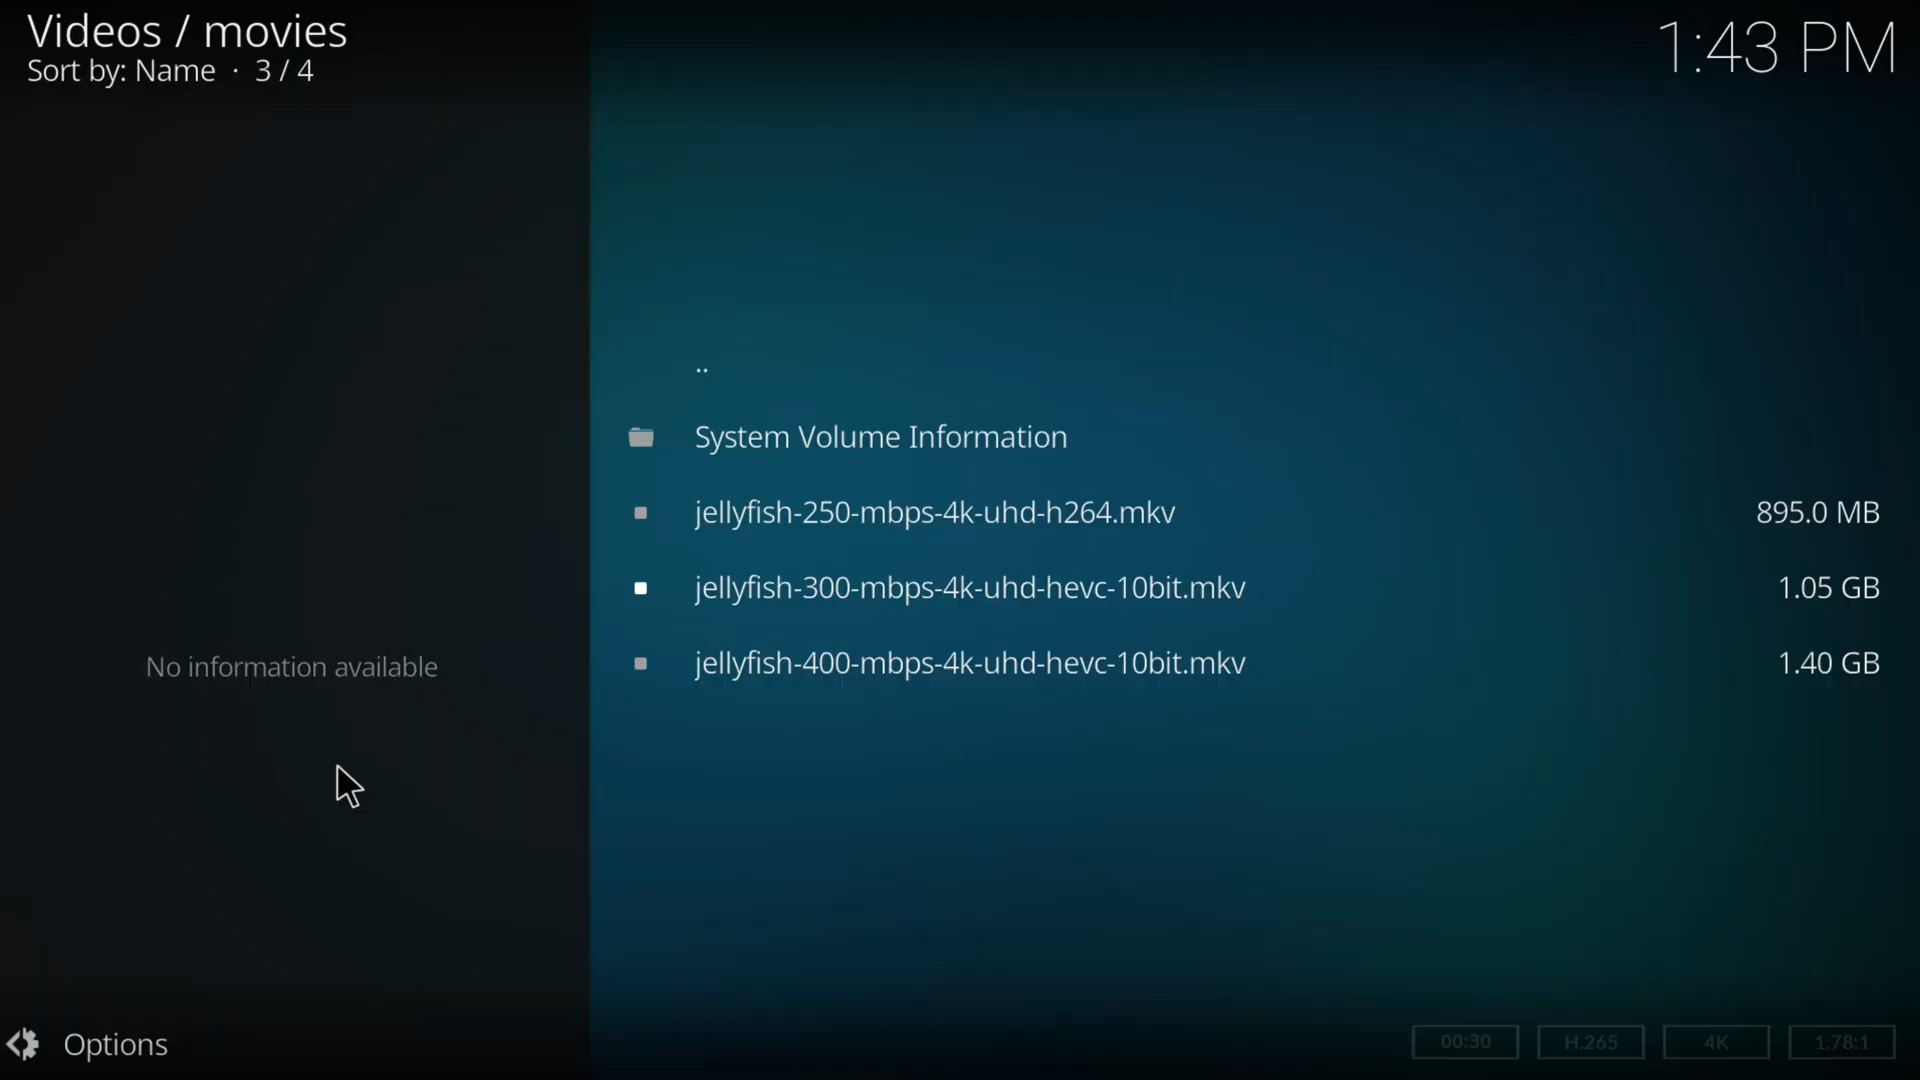 Videos / movies
Sort by: Name · 3 / 4
1:43 PM
..
System Volume Information
jellyfish-250-mbps-4k-uhd-h264.mkv 895.0 MB
jellyfish-300-mbps-4k-uhd-hevc-10bit.mkv 1.05 GB
jellyfish-400-mbps-4k-uhd-hevc-10bit.mkv 1.40 GB
No information available
Options
00:30 H.265 4K 1.78:1